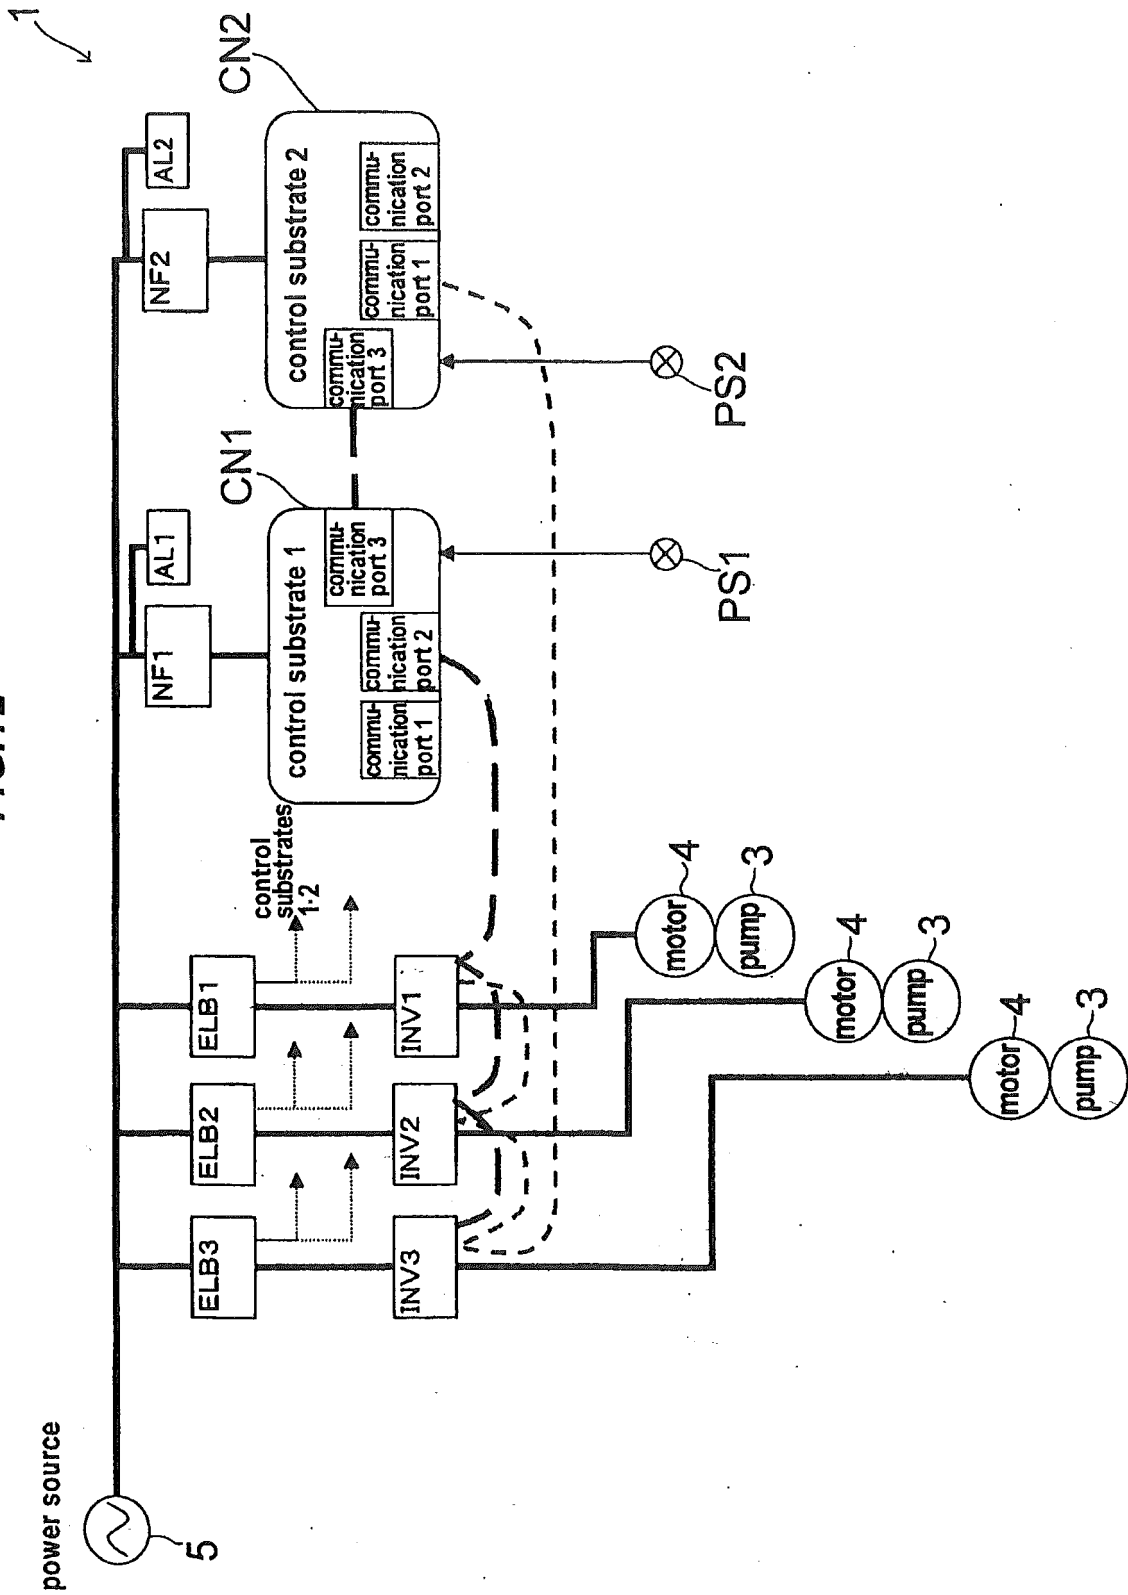 1
power source
5
ELB3
ELB2
ELB1
control
substrates
1·2
INV3
INV2
INV1
NF1
AL1
NF2
AL2
CN1
control substrate 1
commu-
nication
port 1
commu-
nication
port 2
commu-
nication
port 3
CN2
control substrate 2
commu-
nication
port 3
commu-
nication
port 1
commu-
nication
port 2
PS1
PS2
motor
4
pump
3
motor
4
pump
3
motor
4
pump
3